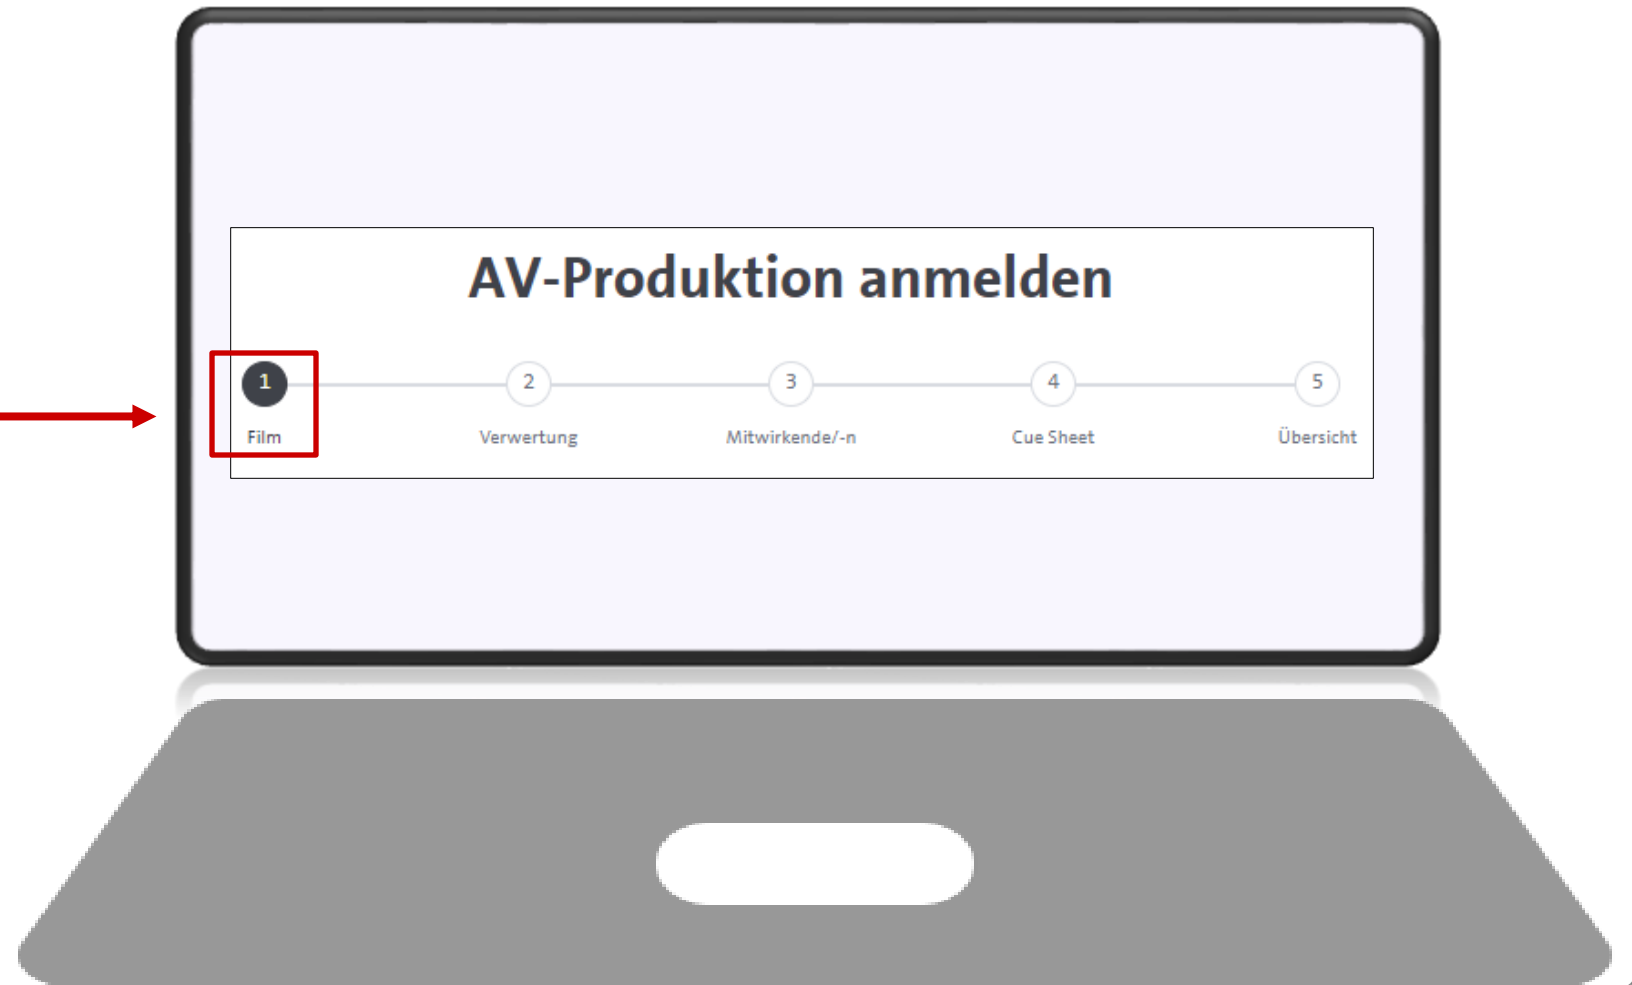 AV-Produktion anmelden
1 2 3 4 5
Film Verwertung Mitwirkende/-n Cue Sheet Übersicht